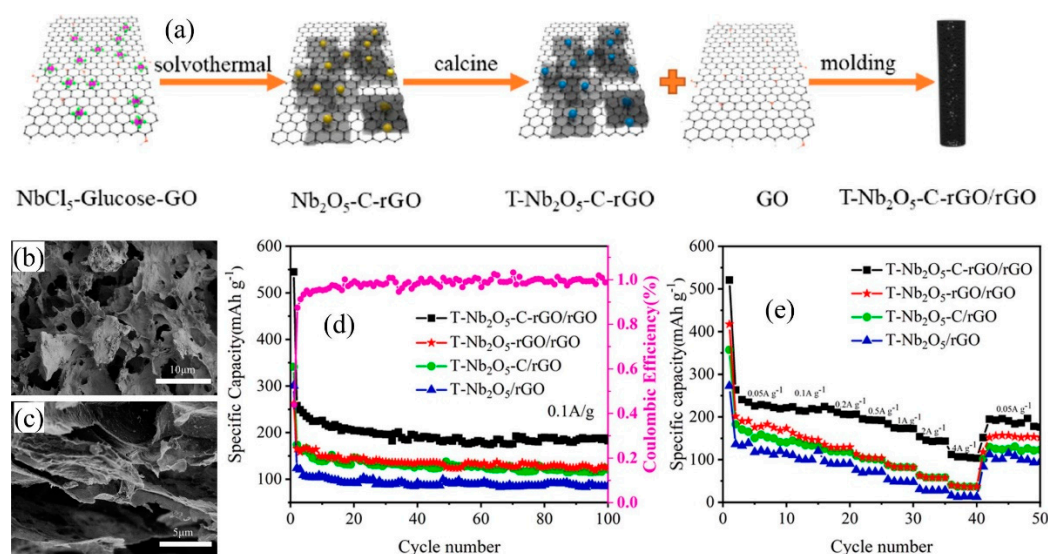 (a)
solvothermal
calcine
molding
NbCl₅-Glucose-GO
Nb₂O₅-C-rGO
T-Nb₂O₅-C-rGO
GO
T-Nb₂O₅-C-rGO/rGO
(b)
10μm
(c)
5μm
(d)
Specific Capacity(mAh g⁻¹)
600
500
400
300
200
100
T-Nb₂O₅-C-rGO/rGO
T-Nb₂O₅-rGO/rGO
T-Nb₂O₅-C/rGO
T-Nb₂O₅/rGO
0.1A/g
0 20 40 60 80 100
Cycle number
1.0
0.8
0.6
0.4
0.2
0.0
Coulombic Efficiency(%)
(e)
Specific capacity(mAh g⁻¹)
600
500
400
300
200
100
0
T-Nb₂O₅-C-rGO/rGO
T-Nb₂O₅-rGO/rGO
T-Nb₂O₅-C/rGO
T-Nb₂O₅/rGO
0.05A g⁻¹
0.1A g⁻¹
0.2A g⁻¹
0.5A g⁻¹
1A g⁻¹
2A g⁻¹
4A g⁻¹
0.05A g⁻¹
0 10 20 30 40 50
Cycle number